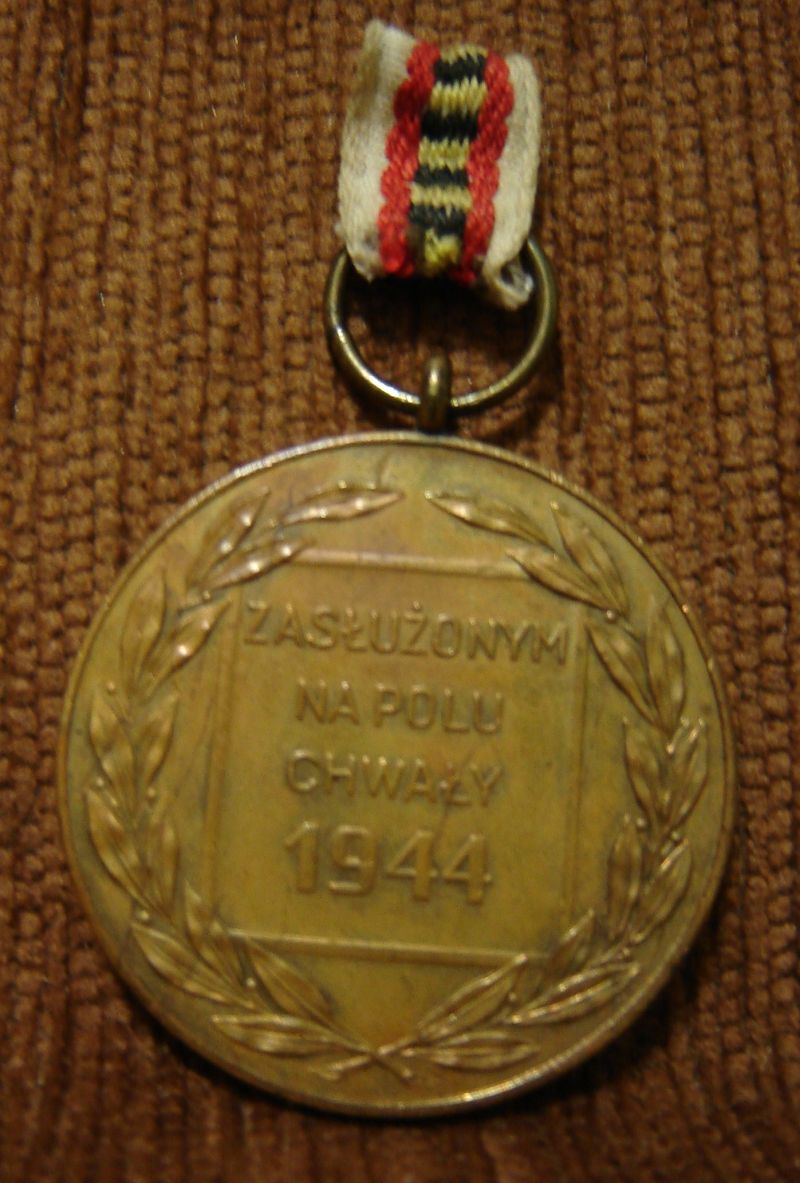 ZASŁUŻONYM
NA POLU
CHWAŁY
1944